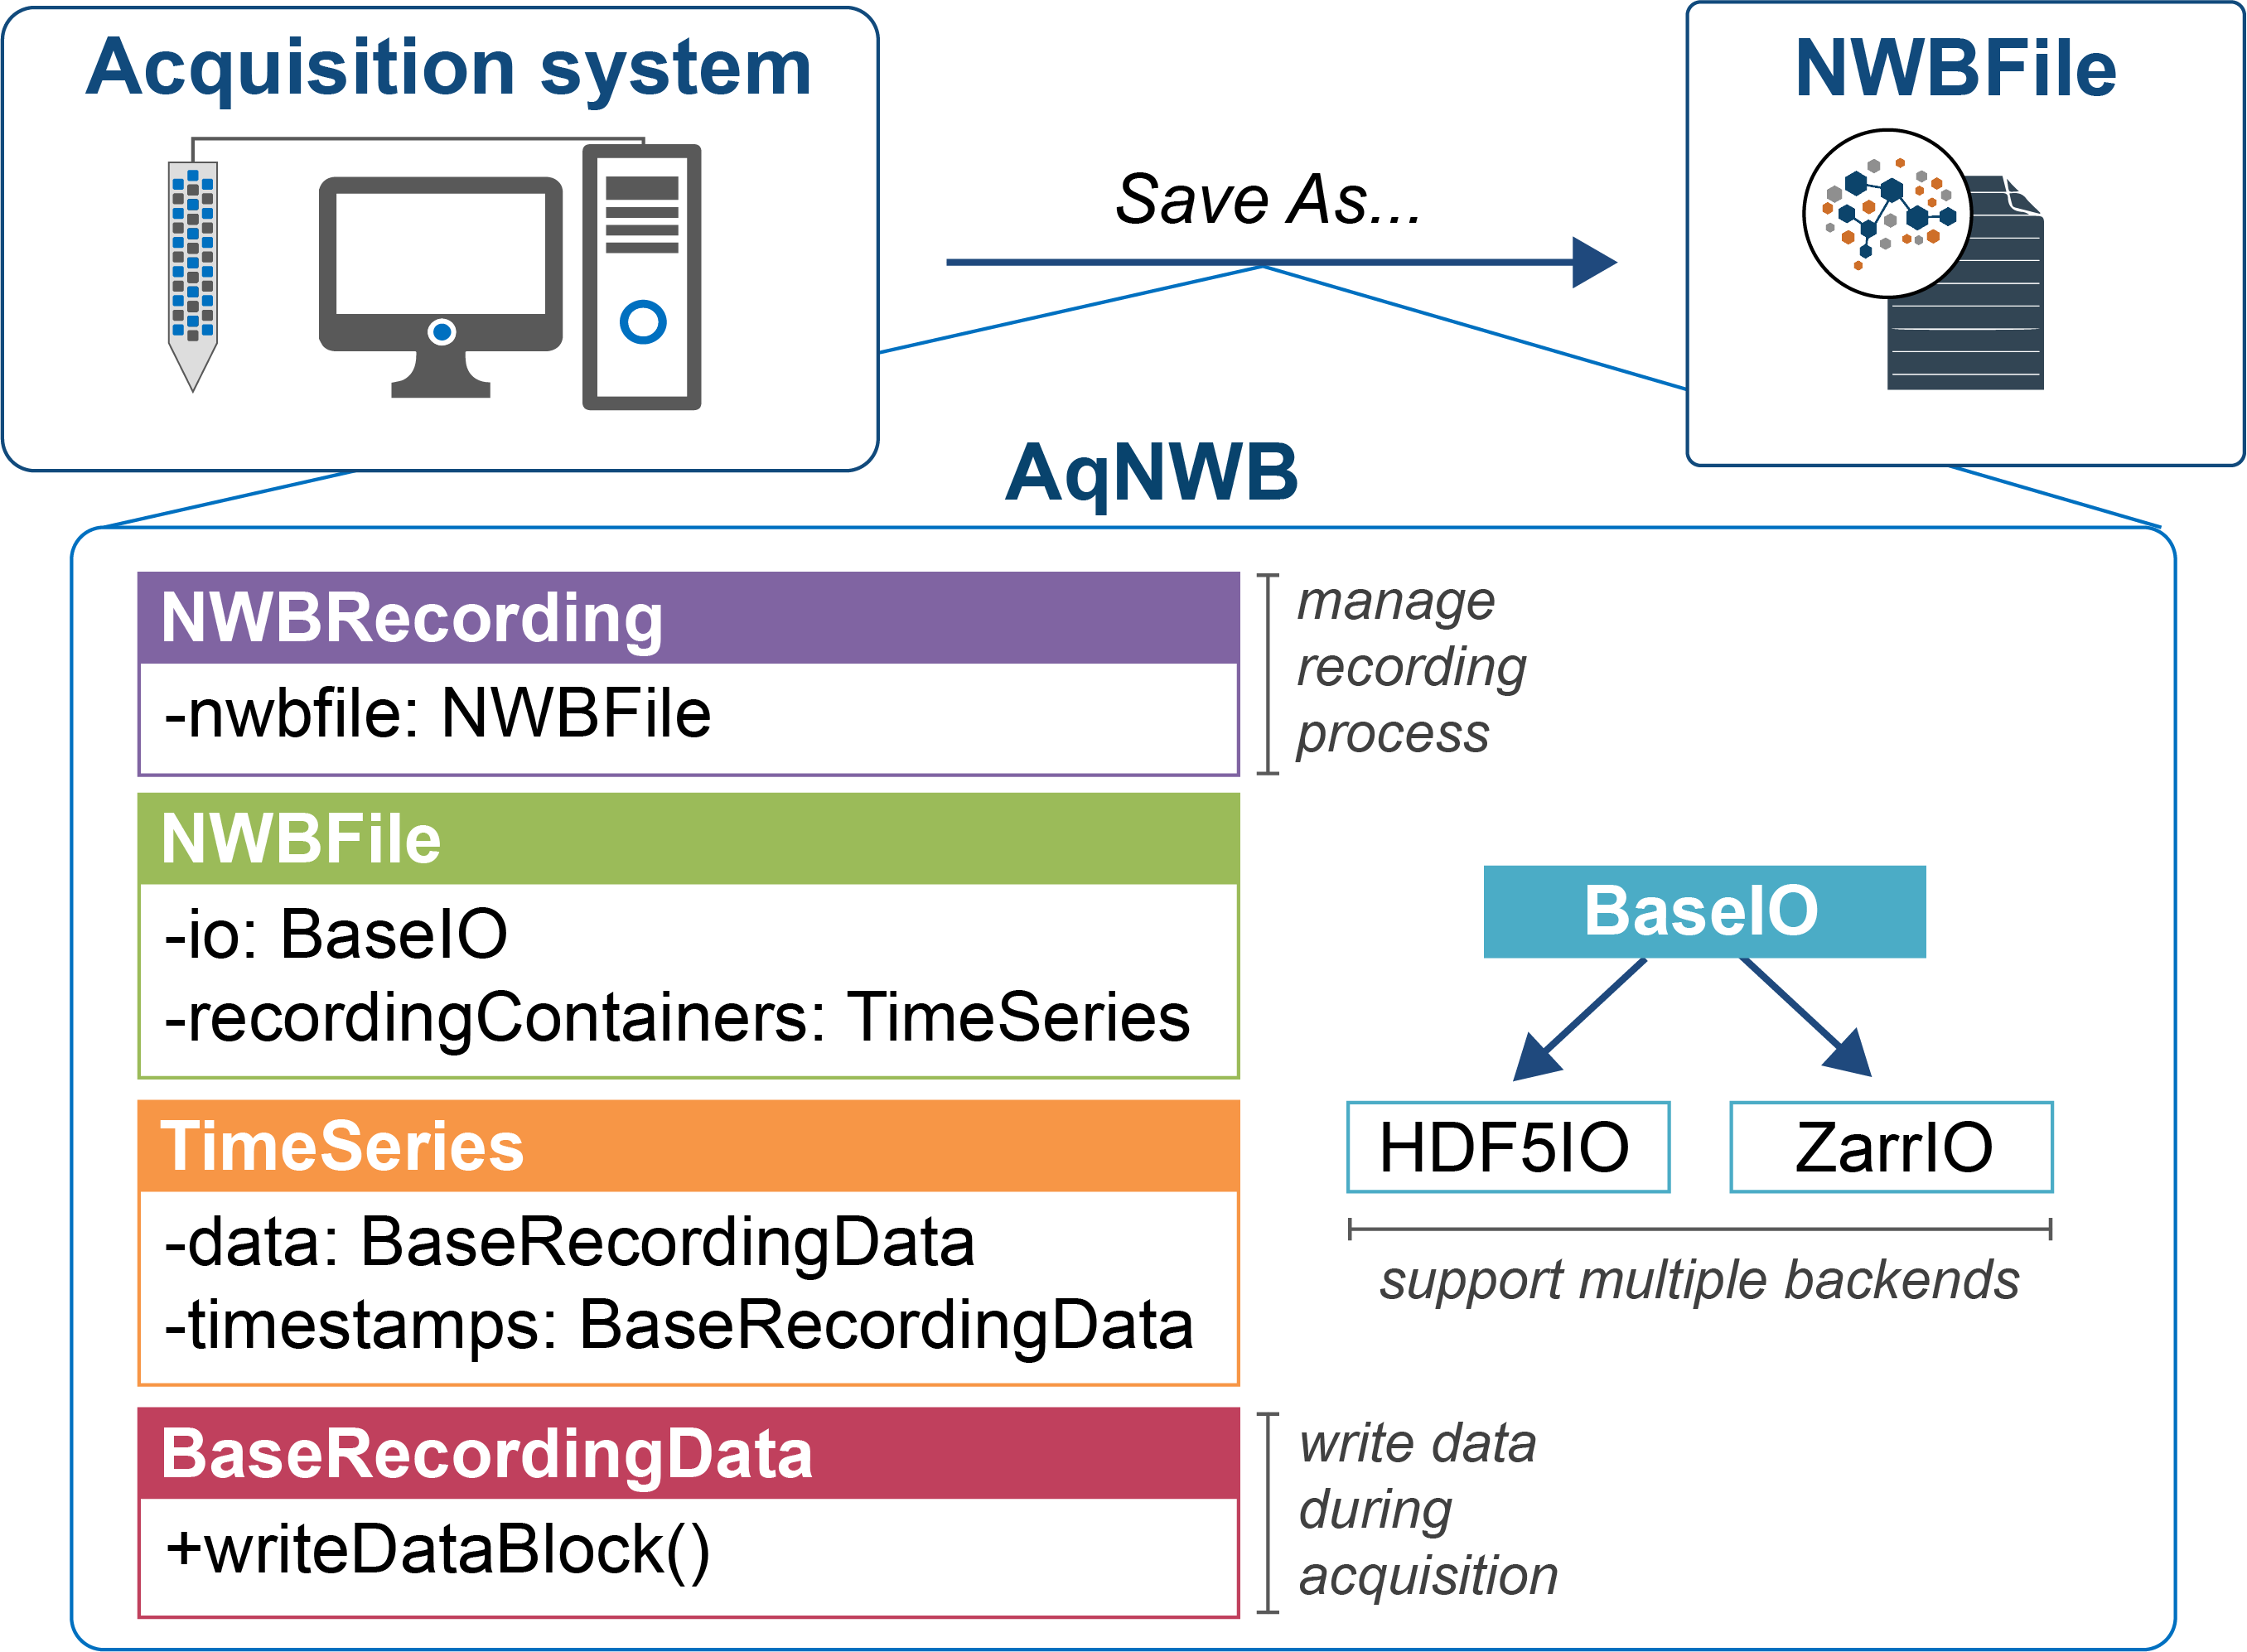 Acquisition system
NWBFile
Save As...
AqNWB
NWBRecording
-nwbfile: NWBFile
manage
recording
process
NWBFile
-io: BaseIO
-recordingContainers: TimeSeries
TimeSeries
-data: BaseRecordingData
-timestamps: BaseRecordingData
BaseIO
HDF5IO
ZarrIO
support multiple backends
BaseRecordingData
+writeDataBlock()
write data
during
acquisition